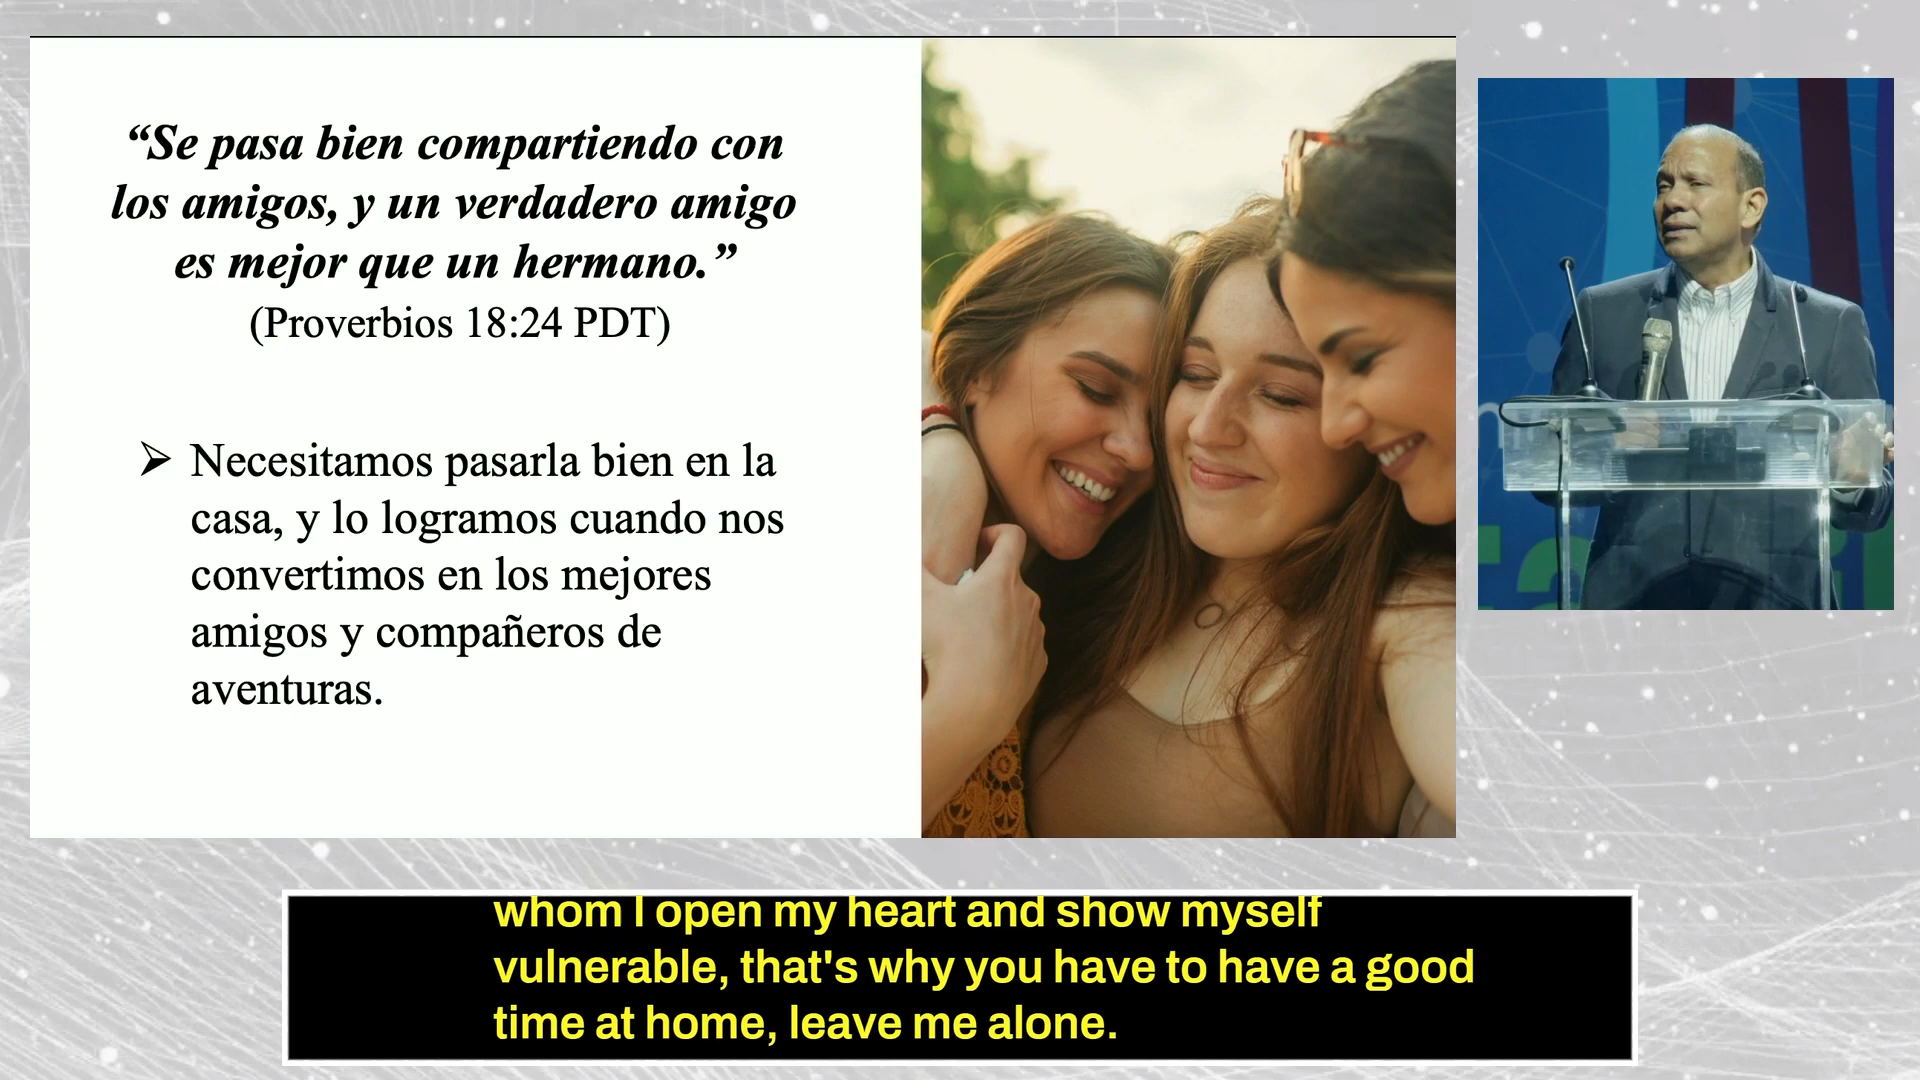 “Se pasa bien compartiendo con
los amigos, y un verdadero amigo
es mejor que un hermano.”
(Proverbios 18:24 PDT)
➢ Necesitamos pasarla bien en la
casa, y lo logramos cuando nos
convertimos en los mejores
amigos y compañeros de
aventuras.
whom I open my heart and show myself
vulnerable, that's why you have to have a good
time at home, leave me alone.